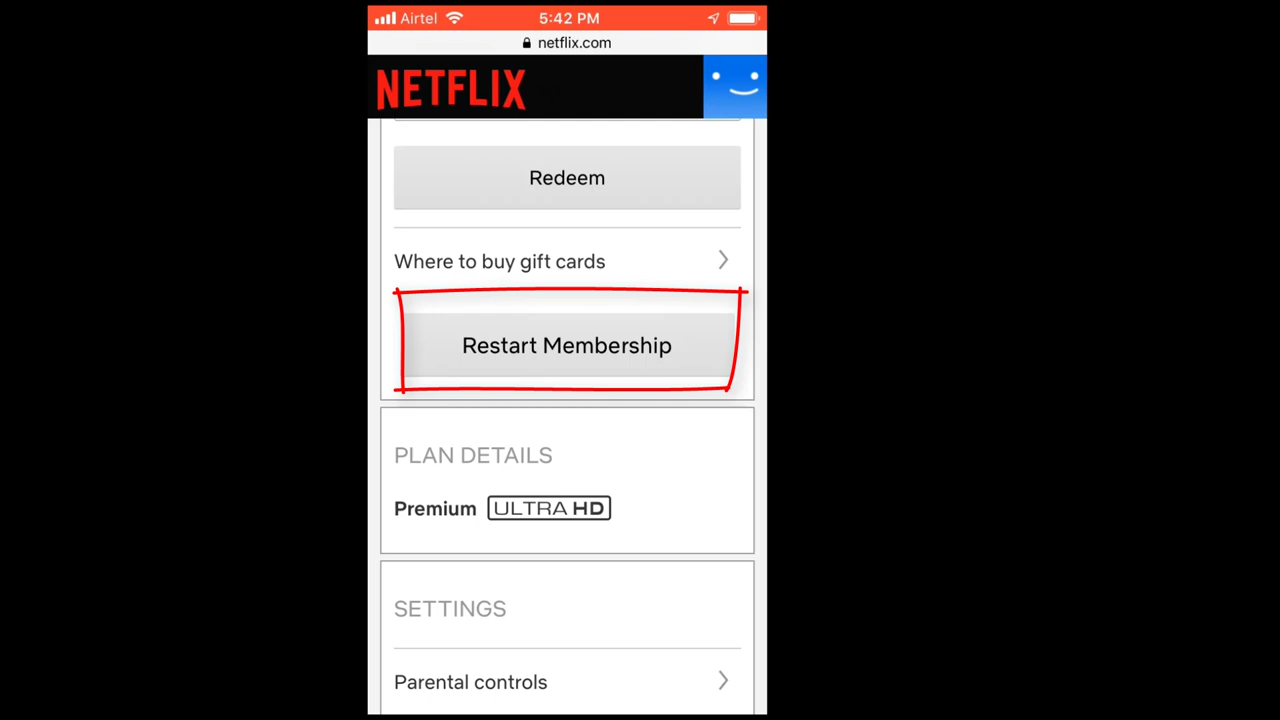 Airtel 5:42 PM
netflix.com
NETFLIX
Redeem
Where to buy gift cards
Restart Membership
PLAN DETAILS
Premium ULTRA HD
SETTINGS
Parental controls